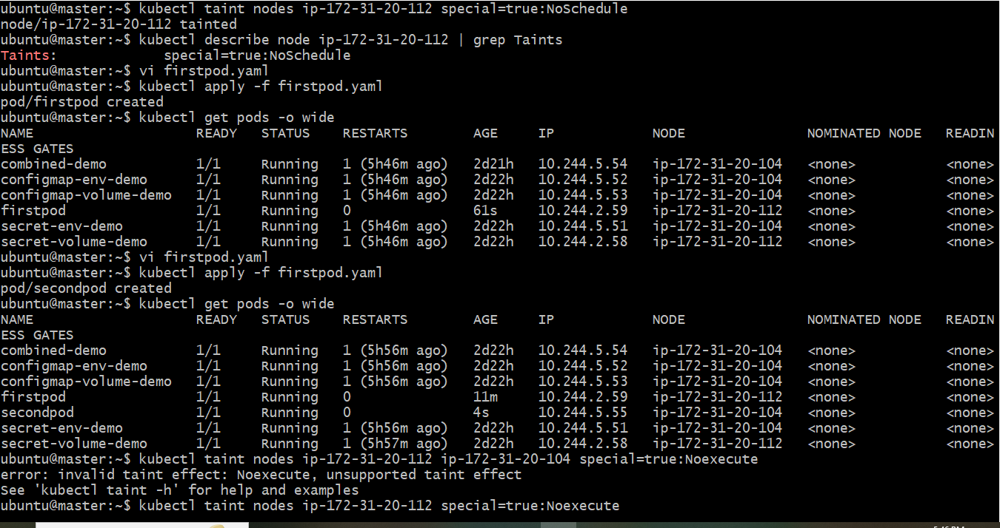 ubuntu@master:~$ kubectl taint nodes ip-172-31-20-112 special=true:NoSchedule
node/ip-172-31-20-112 tainted
ubuntu@master:~$ kubectl describe node ip-172-31-20-112 | grep Taints
Taints:             special=true:NoSchedule
ubuntu@master:~$ vi firstpod.yaml
ubuntu@master:~$ kubectl apply -f firstpod.yaml
pod/firstpod created
ubuntu@master:~$ kubectl get pods -o wide
NAME                    READY   STATUS    RESTARTS        AGE     IP            NODE               NOMINATED NODE   READIN
ESS GATES
combined-demo           1/1     Running   1 (5h46m ago)   2d21h   10.244.5.54   ip-172-31-20-104   <none>           <none>
configmap-env-demo      1/1     Running   1 (5h46m ago)   2d22h   10.244.5.52   ip-172-31-20-104   <none>           <none>
configmap-volume-demo   1/1     Running   1 (5h46m ago)   2d22h   10.244.5.53   ip-172-31-20-104   <none>           <none>
firstpod                1/1     Running   0               61s     10.244.2.59   ip-172-31-20-112   <none>           <none>
secret-env-demo         1/1     Running   1 (5h46m ago)   2d22h   10.244.5.51   ip-172-31-20-104   <none>           <none>
secret-volume-demo      1/1     Running   1 (5h46m ago)   2d22h   10.244.2.58   ip-172-31-20-112   <none>           <none>
ubuntu@master:~$ vi firstpod.yaml
ubuntu@master:~$ kubectl apply -f firstpod.yaml
pod/secondpod created
ubuntu@master:~$ kubectl get pods -o wide
NAME                    READY   STATUS    RESTARTS        AGE     IP            NODE               NOMINATED NODE   READIN
ESS GATES
combined-demo           1/1     Running   1 (5h56m ago)   2d22h   10.244.5.54   ip-172-31-20-104   <none>           <none>
configmap-env-demo      1/1     Running   1 (5h56m ago)   2d22h   10.244.5.52   ip-172-31-20-104   <none>           <none>
configmap-volume-demo   1/1     Running   1 (5h56m ago)   2d22h   10.244.5.53   ip-172-31-20-104   <none>           <none>
firstpod                1/1     Running   0               11m     10.244.2.59   ip-172-31-20-112   <none>           <none>
secondpod               1/1     Running   0               4s      10.244.5.55   ip-172-31-20-104   <none>           <none>
secret-env-demo         1/1     Running   1 (5h56m ago)   2d22h   10.244.5.51   ip-172-31-20-104   <none>           <none>
secret-volume-demo      1/1     Running   1 (5h57m ago)   2d22h   10.244.2.58   ip-172-31-20-112   <none>           <none>
ubuntu@master:~$ kubectl taint nodes ip-172-31-20-112 ip-172-31-20-104 special=true:Noexecute
error: invalid taint effect: Noexecute, unsupported taint effect
See 'kubectl taint -h' for help and examples
ubuntu@master:~$ kubectl taint nodes ip-172-31-20-112 special=true:Noexecute